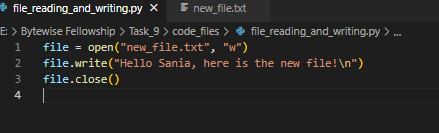 file_reading_and_writing.py ● new_file.txt
E: > Bytewise Fellowship > Task_9 > code_files > file_reading_and_writing.py > ...
1 file = open("new_file.txt", "w")
2 file.write("Hello Sania, here is the new file!\n")
3 file.close()
4